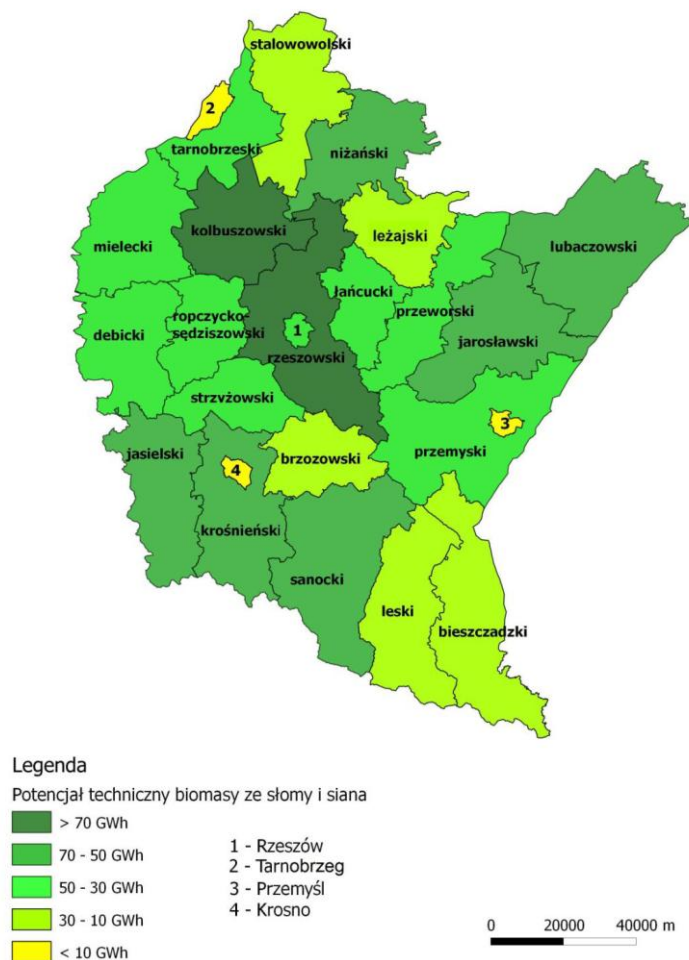 stalowowolski
2
tarnobrzeski
niżański
kolbuszowski
leżajski
lubaczowski
mielecki
łańcucki
ropczycko-
sędziszowski
przeworski
debicki
1
rzeszowski
jarosławski
strzyżowski
3
jasielski
4
brzozowski
przemyski
krośnieński
sanocki
leski
bieszczadzki
Legenda
Potencjał techniczny biomasy ze słomy i siana
> 70 GWh
70 - 50 GWh
50 - 30 GWh
30 - 10 GWh
< 10 GWh
1 - Rzeszów
2 - Tarnobrzeg
3 - Przemyśl
4 - Krosno
0 20000 40000 m